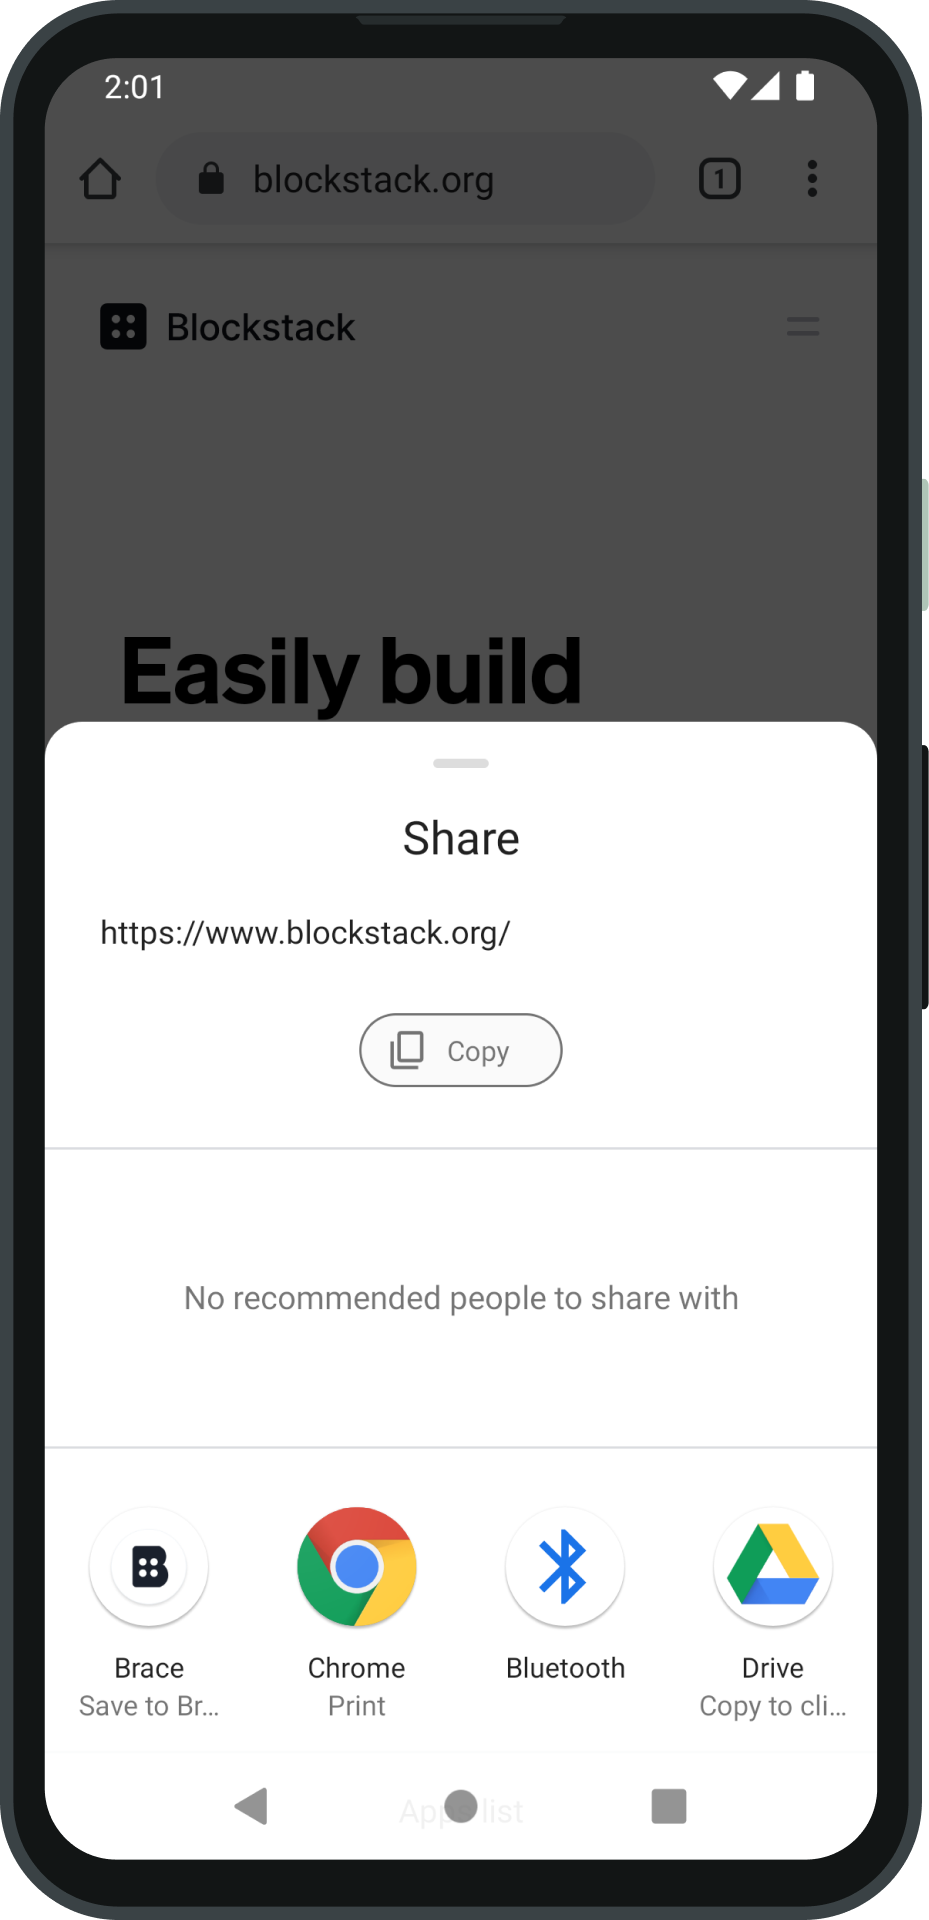 2:01
blockstack.org
1
Blockstack
Easily build
Share
https://www.blockstack.org/
Copy
No recommended people to share with
Brace
Save to Br...
Chrome
Print
Bluetooth
Drive
Copy to cli...
Apps list